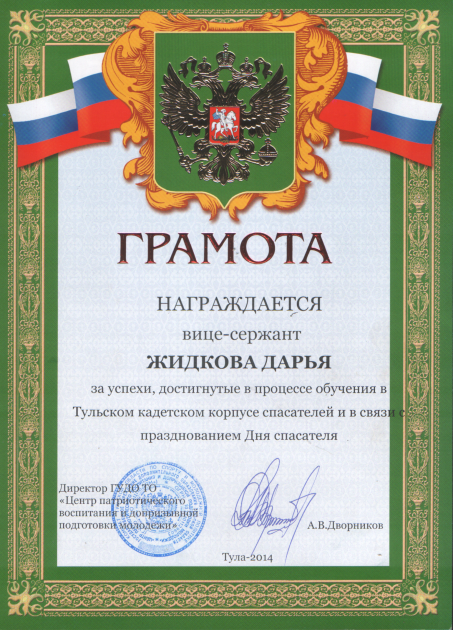 ГРАМОТА
НАГРАЖДАЕТСЯ
вице-сержант
ЖИДКОВА ДАРЬЯ
за успехи, достигнутые в процессе обучения в
Тульском кадетском корпусе спасателей и в связи с
празднованием Дня спасателя
Директор ГУДО ТО
«Центр патриотического
воспитания и допризывной
подготовки молодежи»
А.В.Дворников
Тула-2014